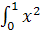 ∫₀¹ x²